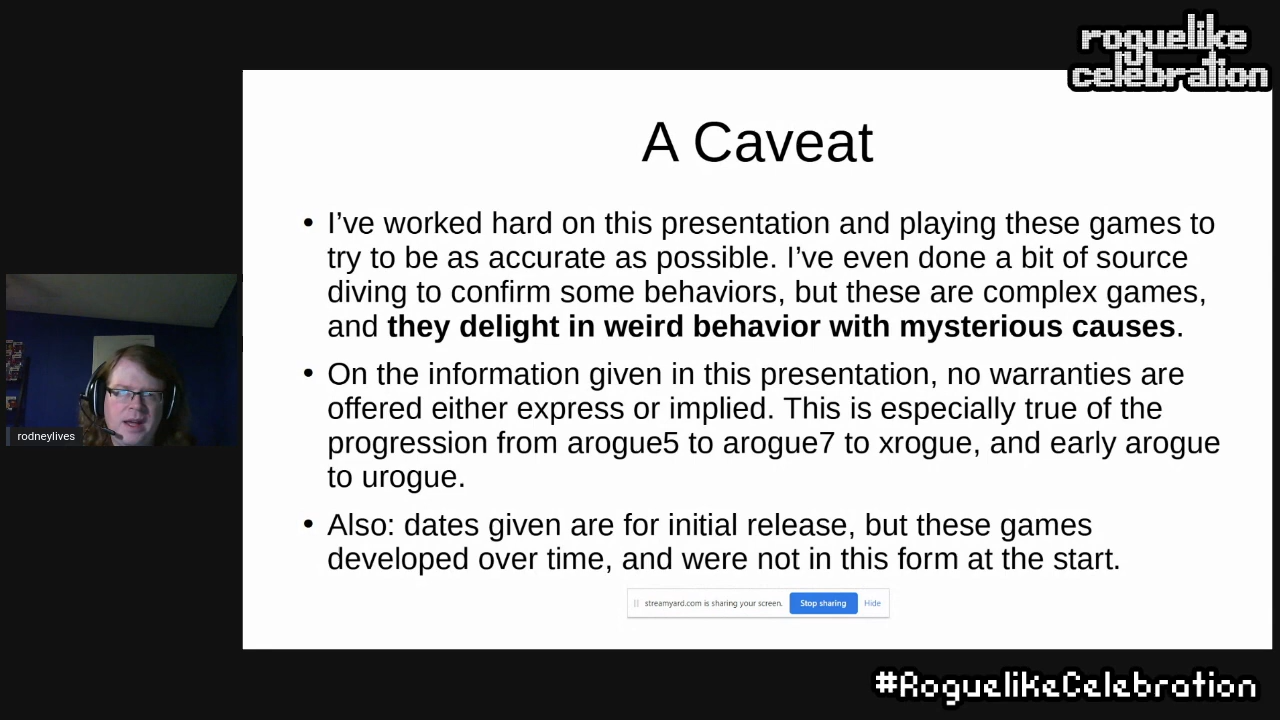 roguelike
celebration
A Caveat
• I've worked hard on this presentation and playing these games to
try to be as accurate as possible. I've even done a bit of source
diving to confirm some behaviors, but these are complex games,
and they delight in weird behavior with mysterious causes.
• On the information given in this presentation, no warranties are
offered either express or implied. This is especially true of the
progression from arogue5 to arogue7 to xrogue, and early arogue
to urogue.
• Also: dates given are for initial release, but these games
developed over time, and were not in this form at the start.
rodneylives
streamyard.com is sharing your screen. Stop sharing Hide
#RoguelikeCelebration